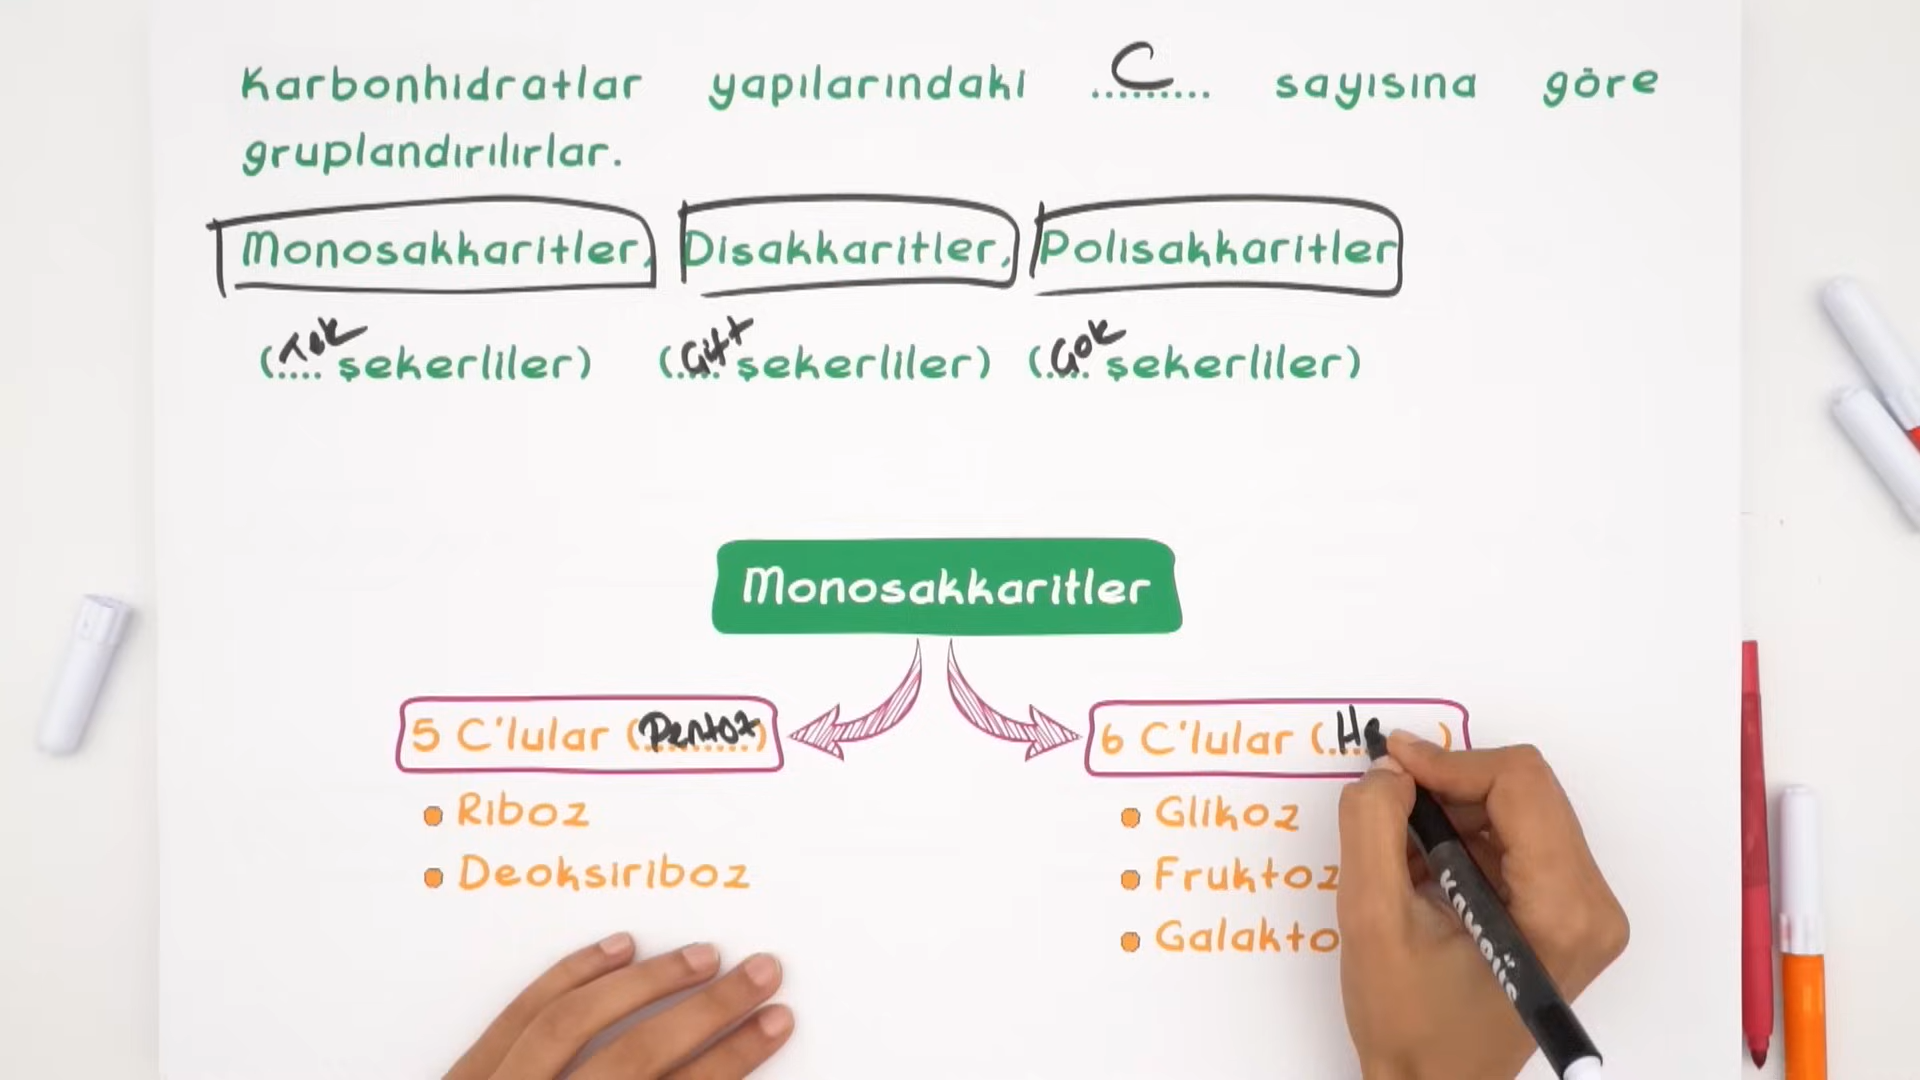 Karbonhidratlar yapılarındaki C sayısına göre
gruplandırılırlar.
Monosakkaritler, Disakkaritler, Polisakkaritler
(Tek şekerliler) (Çift şekerliler) (Çok şekerliler)
Monosakkaritler
5 C'lular (Pentoz) 6 C'lular (He )
Riboz
Deoksiriboz
Glikoz
Fruktoz
Galakto